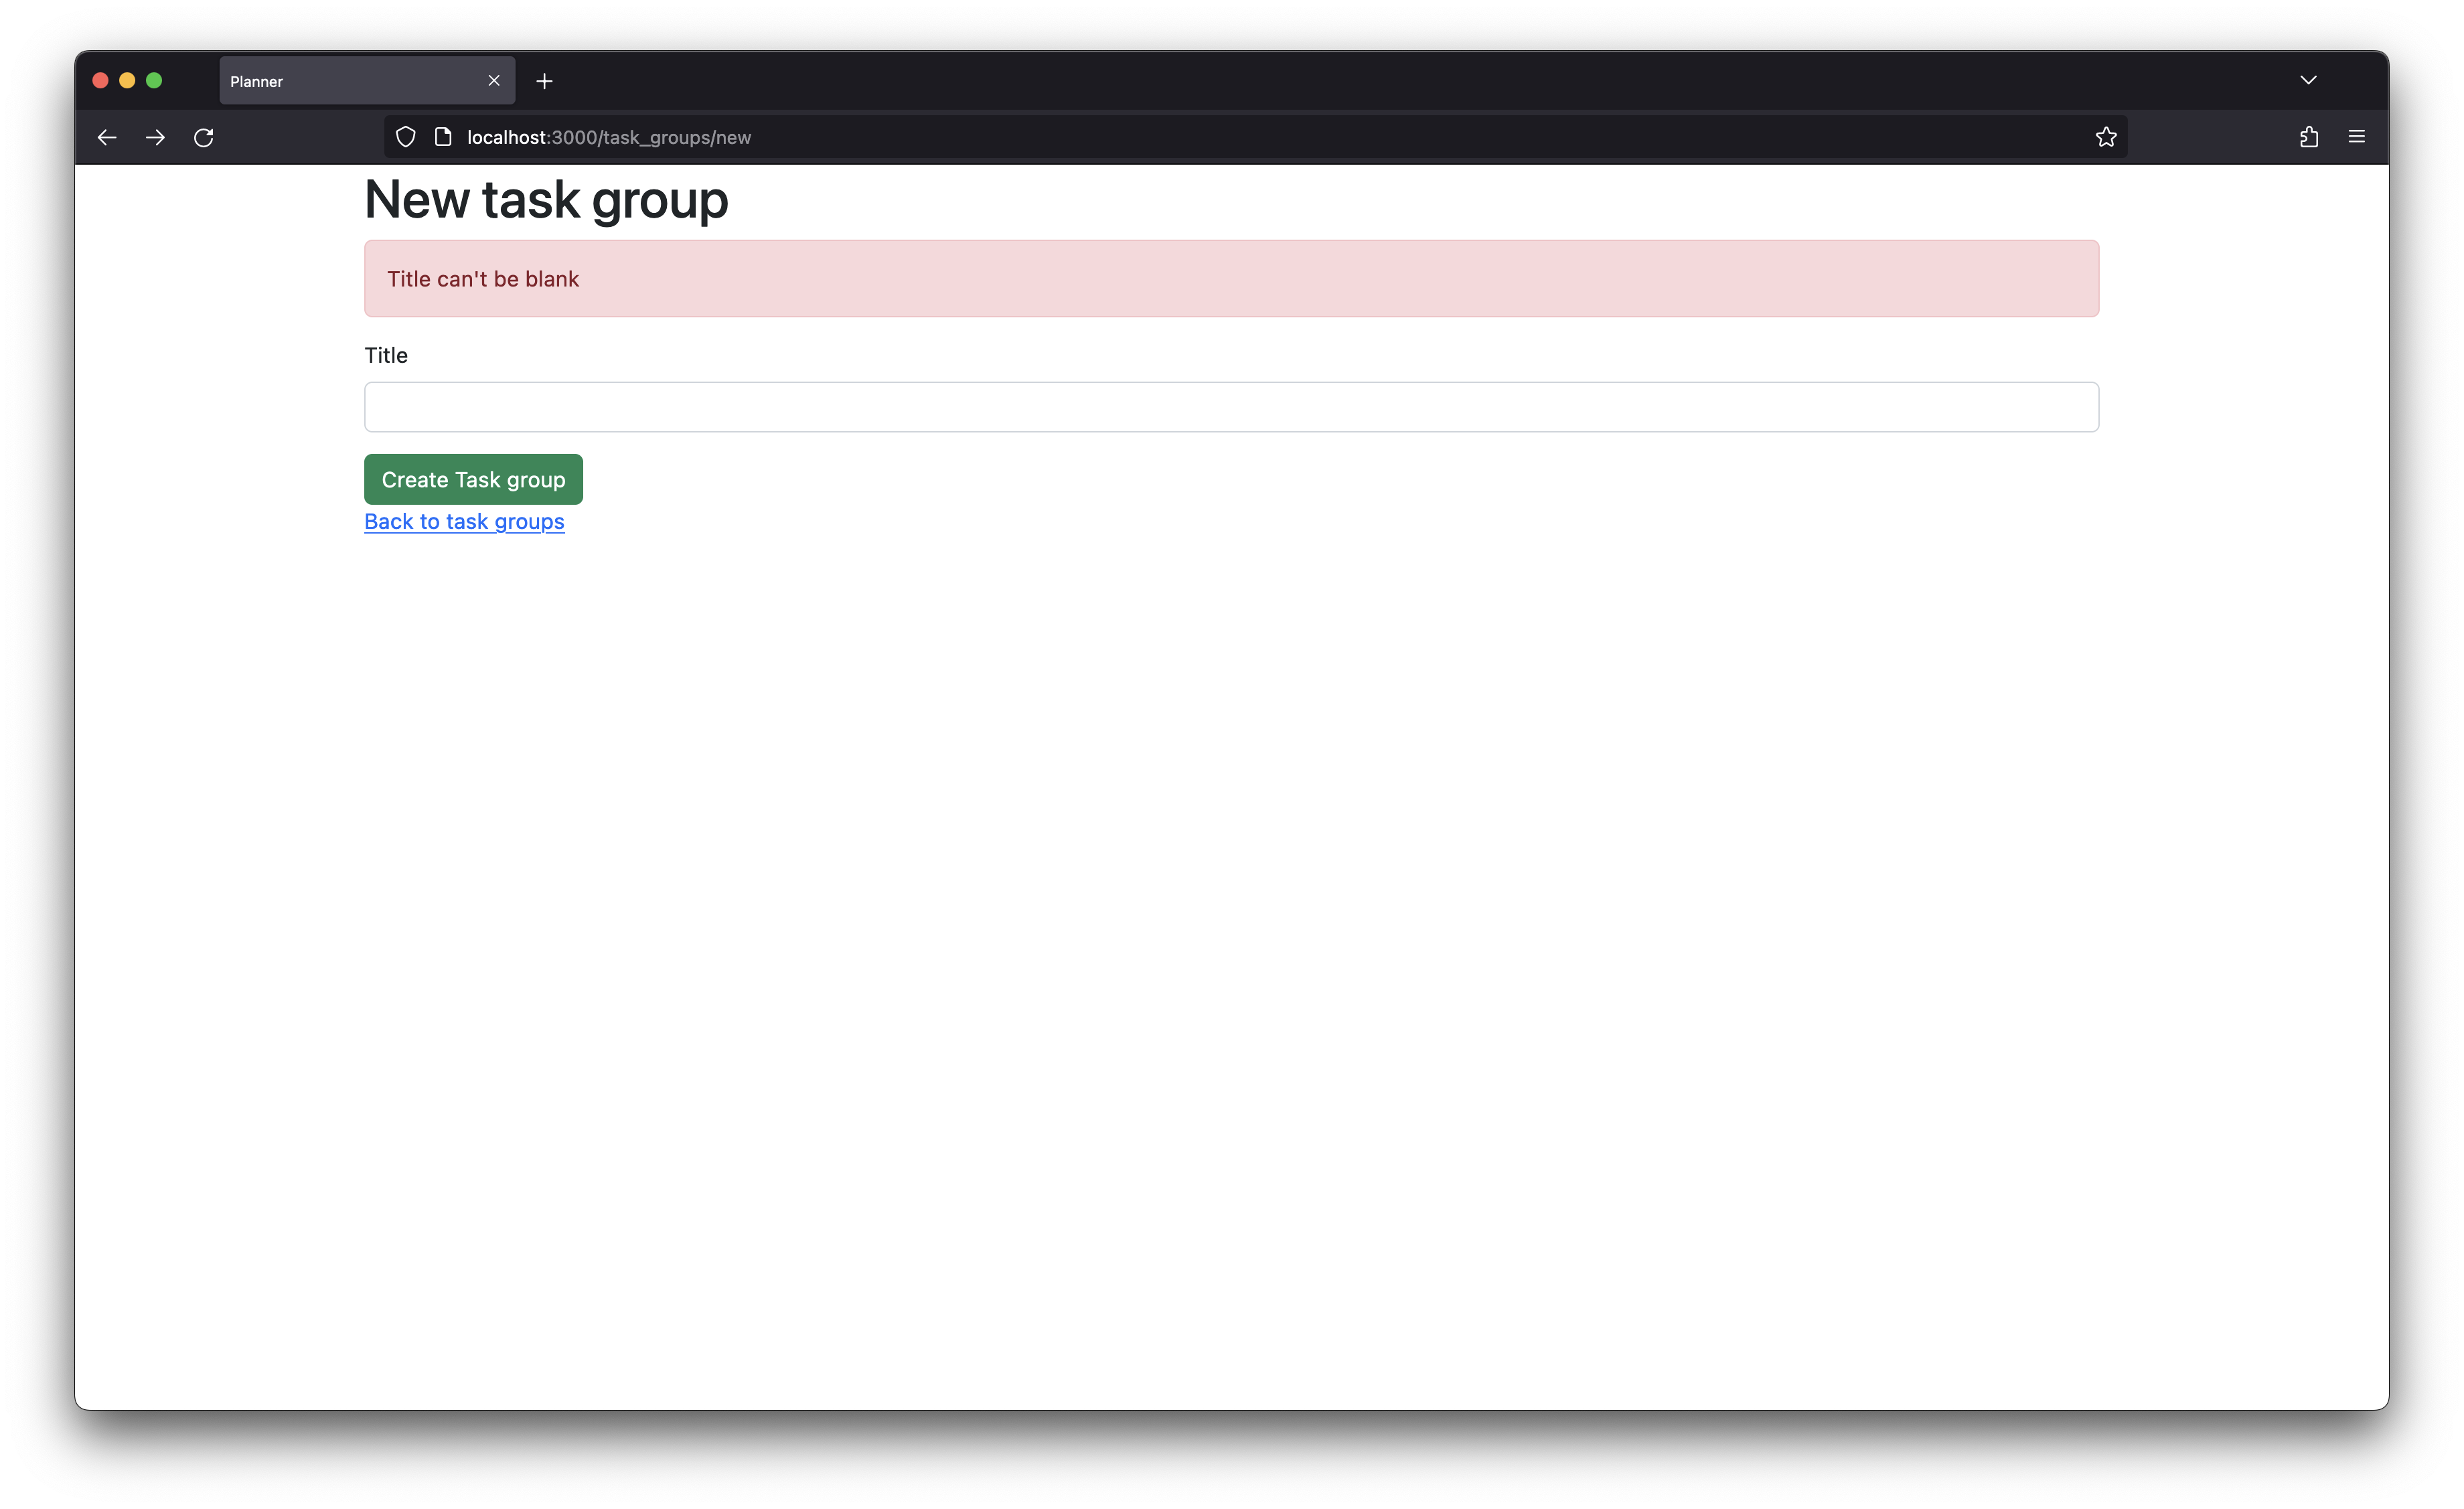 Planner
localhost:3000/task_groups/new
New task group
Title can't be blank
Title
Create Task group
Back to task groups